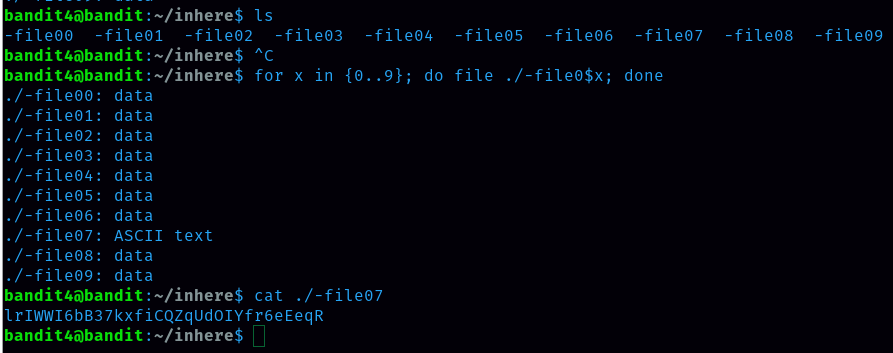 bandit4@bandit:~/inhere$ ls
-file00  -file01  -file02  -file03  -file04  -file05  -file06  -file07  -file08  -file09
bandit4@bandit:~/inhere$ ^C
bandit4@bandit:~/inhere$ for x in {0..9}; do file ./-file0$x; done
./-file00: data
./-file01: data
./-file02: data
./-file03: data
./-file04: data
./-file05: data
./-file06: data
./-file07: ASCII text
./-file08: data
./-file09: data
bandit4@bandit:~/inhere$ cat ./-file07
lrIWWI6bB37kxfiCQZqUdOIYfr6eEeqR
bandit4@bandit:~/inhere$